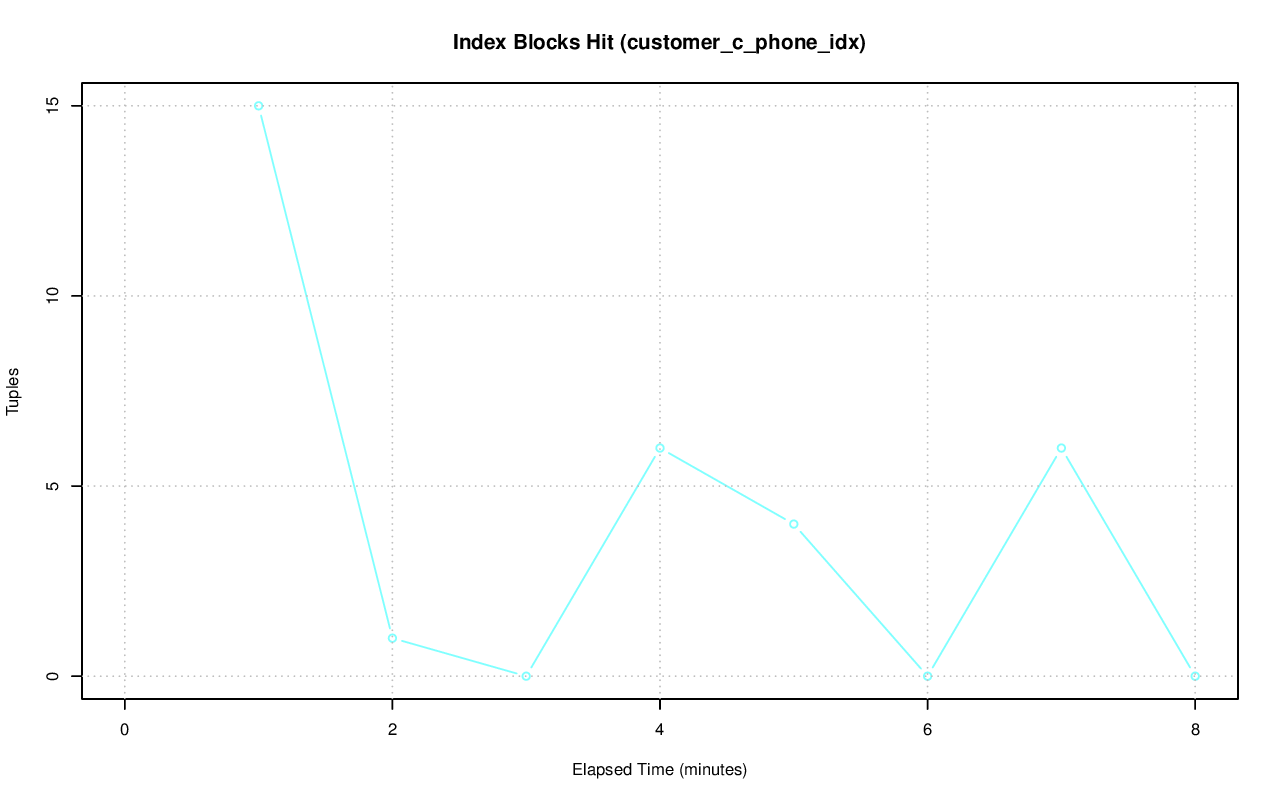 Index Blocks Hit (customer_c_phone_idx)
15
10
5
0
Tuples
0 2 4 6 8
Elapsed Time (minutes)